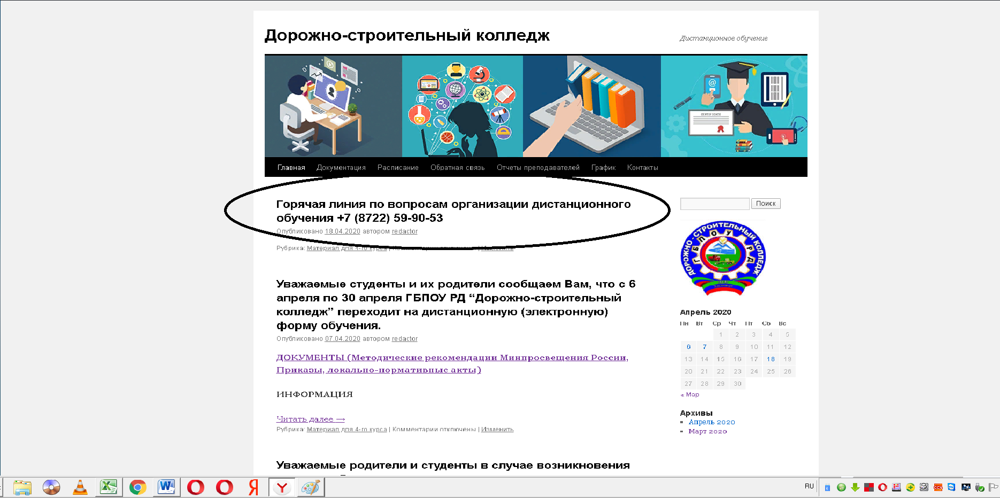 Дорожно-строительный колледж
Дистанционное обучение
CERTIFICATE
Главная Документация Расписание Обратная связь Отчеты преподавателей График Контакты
Горячая линия по вопросам организации дистанционного
обучения +7 (8722) 59-90-53
Опубликовано 18.04.2020 автором redactor
Рубрика: Материал для 4-го курса | Комментарии отключены | Изменить
Уважаемые студенты и их родители сообщаем Вам, что с 6
апреля по 30 апреля ГБПОУ РД “Дорожно-строительный
колледж” переходит на дистанционную (электронную)
форму обучения.
Опубликовано 07.04.2020 автором redactor
ДОКУМЕНТЫ (Методические рекомендации Минпросвещения России,
Приказы, локально-нормативные акты)
ИНФОРМАЦИЯ
Читать далее →
Рубрика: Материал для 4-го курса | Комментарии отключены | Изменить
Уважаемые родители и студенты в случае возникновения
Поиск
ДОРОЖНО-СТРОИТЕЛЬНЫЙ КОЛЛЕДЖ
ГБПОУ РД
Апрель 2020
Пн Вт Ср Чт Пт Сб Вс
1 2 3 4 5
6 7 8 9 10 11 12
13 14 15 16 17 18 19
20 21 22 23 24 25 26
27 28 29 30
« Мар
Архивы
Апрель 2020
Март 2020
RU